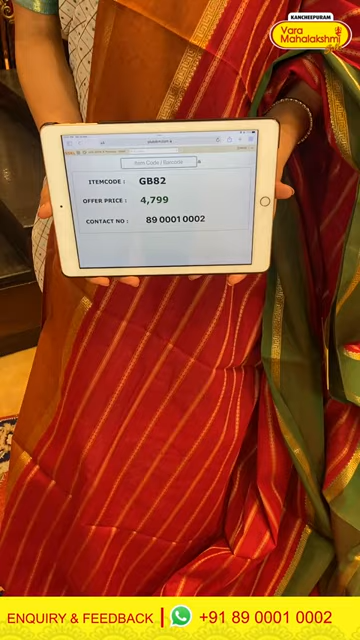 KANCHEEPURAM
Vara
Mahalakshmi
Item Code / Barcode
ITEMCODE : GB82
OFFER PRICE : 4,799
CONTACT NO : 89 0001 0002
ENQUIRY & FEEDBACK | +91 89 0001 0002